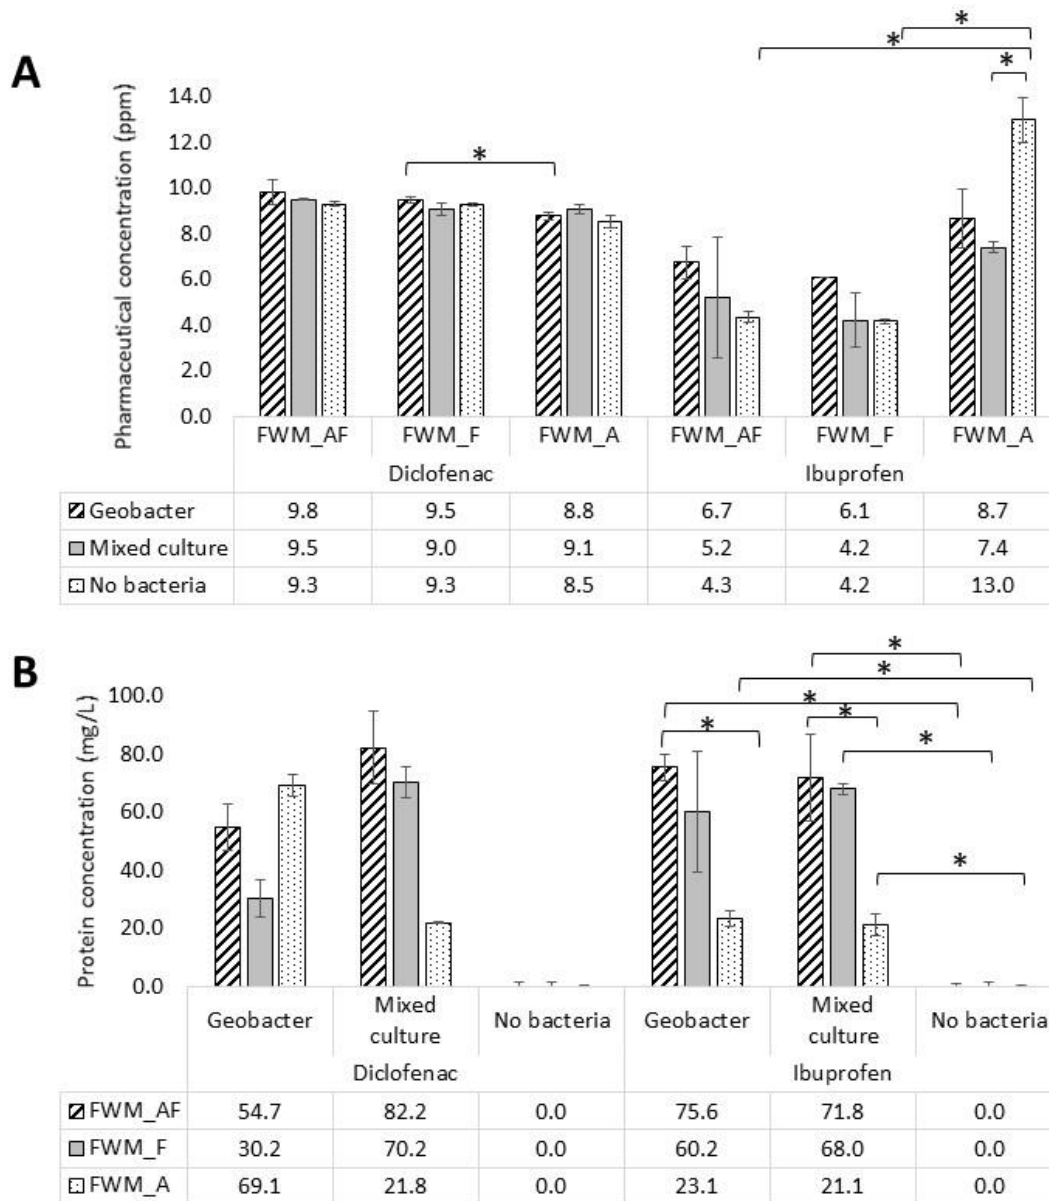 * * *
A
Pharmaceutical concentration (ppm)
14.0
12.0
10.0
8.0
6.0
4.0
2.0
0.0
*
FWM_AF FWM_F FWM_A FWM_AF FWM_F FWM_A
Diclofenac Ibuprofen
Geobacter 9.8 9.5 8.8 6.7 6.1 8.7
Mixed culture 9.5 9.0 9.1 5.2 4.2 7.4
No bacteria 9.3 9.3 8.5 4.3 4.2 13.0
B
Protein concentration (mg/L)
100.0
80.0
60.0
40.0
20.0
0.0
* * * * * * *
Geobacter Mixed culture No bacteria Geobacter Mixed culture No bacteria
Diclofenac Ibuprofen
FWM_AF 54.7 82.2 0.0 75.6 71.8 0.0
FWM_F 30.2 70.2 0.0 60.2 68.0 0.0
FWM_A 69.1 21.8 0.0 23.1 21.1 0.0